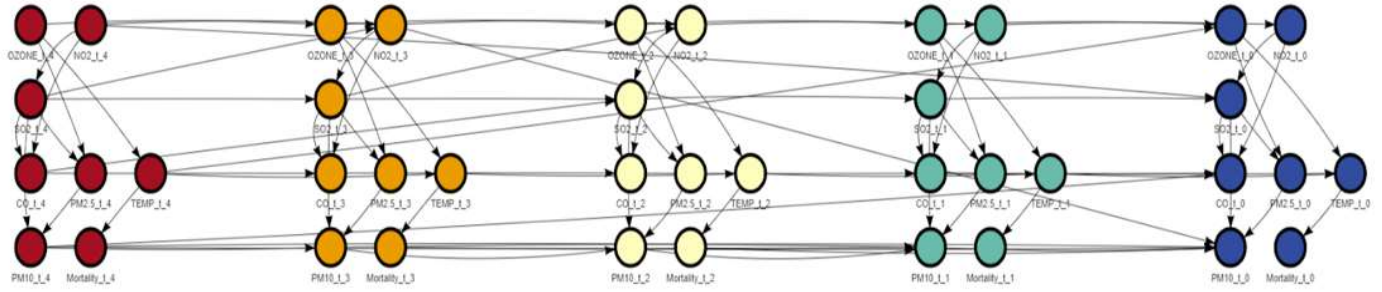 OZONE_t_4 NO2_t_4 OZONE_t_3 NO2_t_3 OZONE_t_2 NO2_t_2 OZONE_t_1 NO2_t_1 OZONE_t_0 NO2_t_0
SO2_t_4 SO2_t_3 SO2_t_2 SO2_t_1 SO2_t_0
CO_t_4 PM2.5_t_4 TEMP_t_4 CO_t_3 PM2.5_t_3 TEMP_t_3 CO_t_2 PM2.5_t_2 TEMP_t_2 CO_t_1 PM2.5_t_1 TEMP_t_1 CO_t_0 PM2.5_t_0 TEMP_t_0
PM10_t_4 Mortality_t_4 PM10_t_3 Mortality_t_3 PM10_t_2 Mortality_t_2 PM10_t_1 Mortality_t_1 PM10_t_0 Mortality_t_0